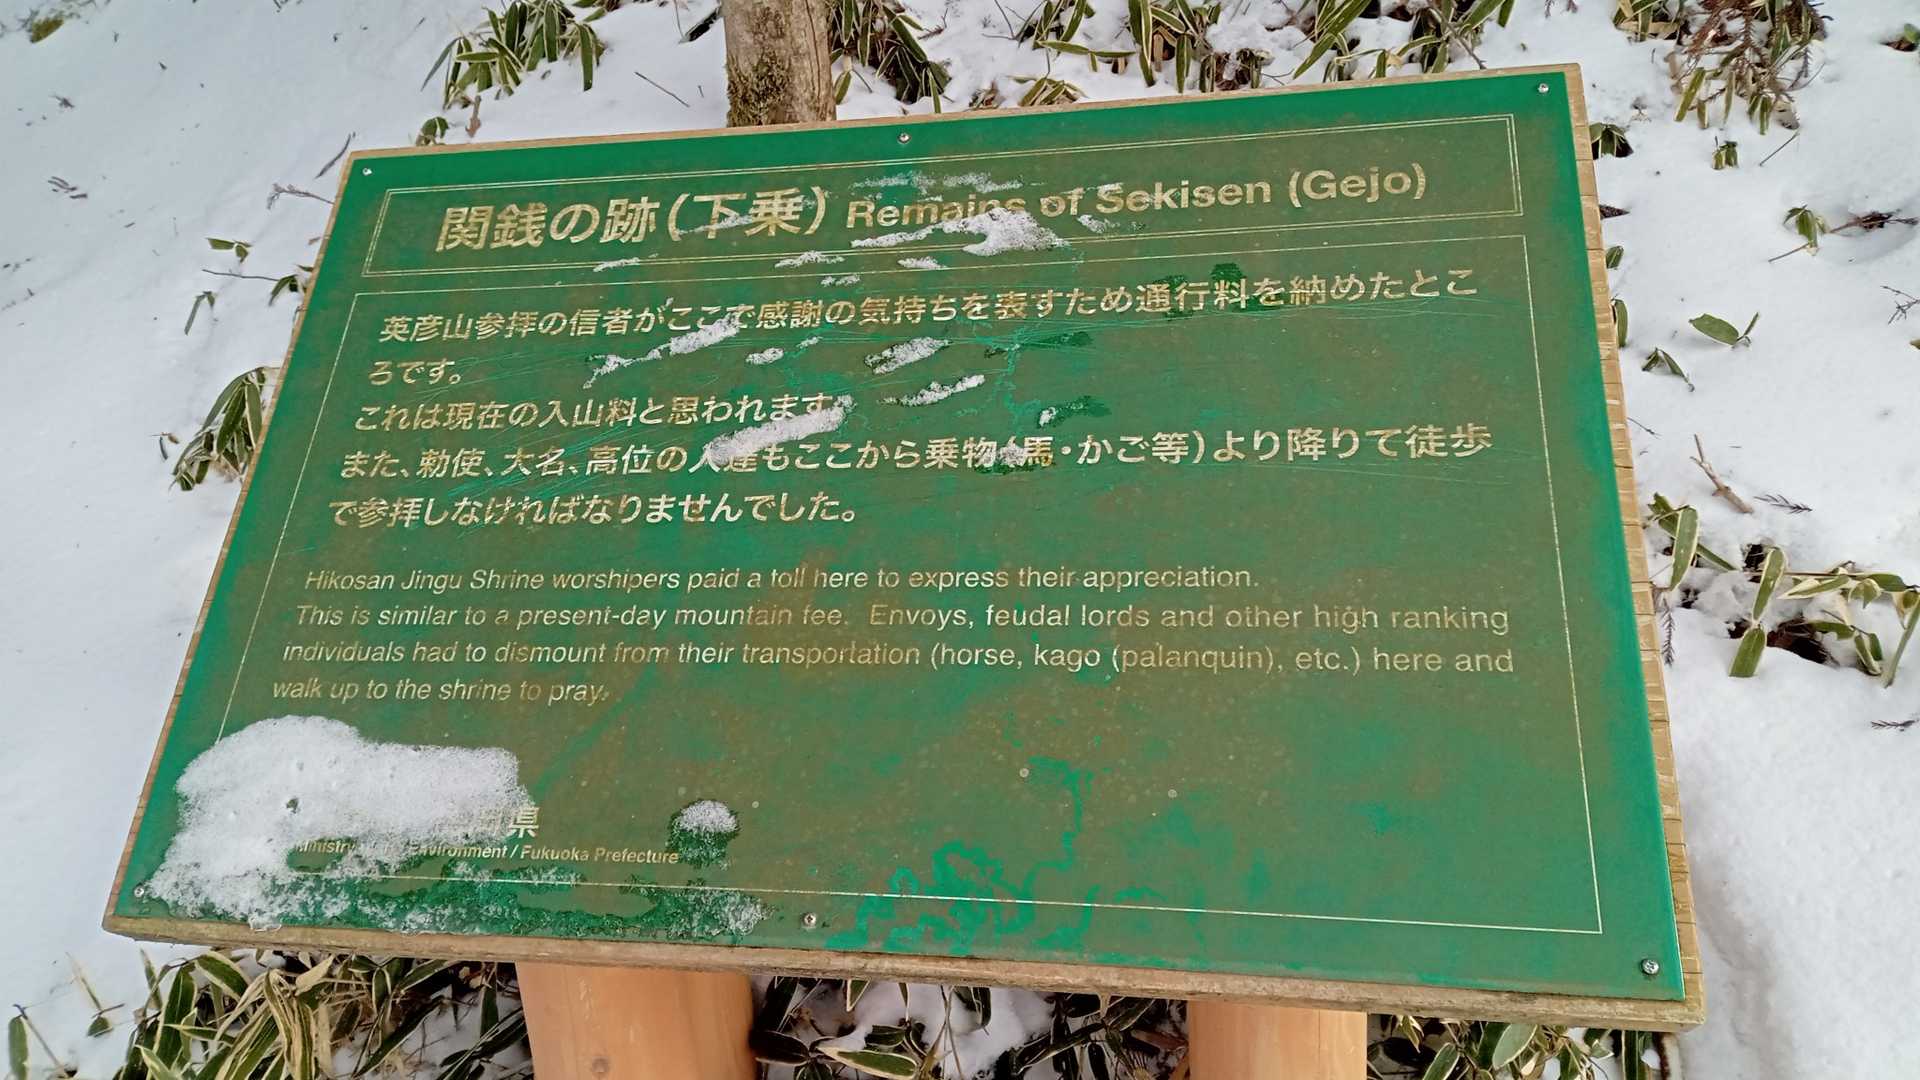 関銭の跡(下乗) Remains of Sekisen (Gejo)
英彦山参拝の信者がここで感謝の気持ちを表すため通行料を納めたとこ
ろです。
これは現在の入山料と思われます。
また、勅使、大名、高位の人達もここから乗物(馬・かご等)より降りて徒歩
で参拝しなければなりませんでした。
Hikosan Jingu Shrine worshipers paid a toll here to express their appreciation.
This is similar to a present-day mountain fee. Envoys, feudal lords and other high ranking
individuals had to dismount from their transportation (horse, kago (palanquin), etc.) here and
walk up to the shrine to pray.
県
Ministry Environment / Fukuoka Prefecture